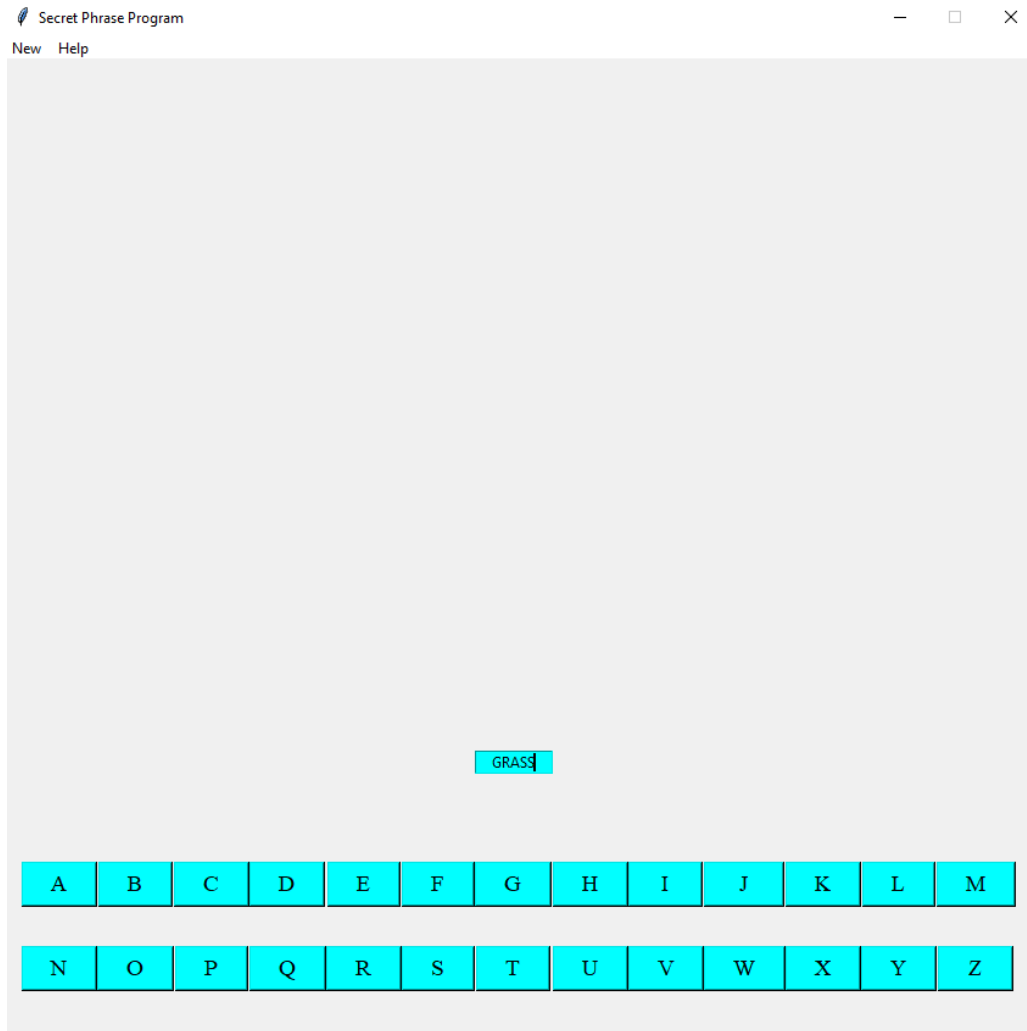 Secret Phrase Program
New Help
GRASS
A B C D E F G H I J K L M
N O P Q R S T U V W X Y Z